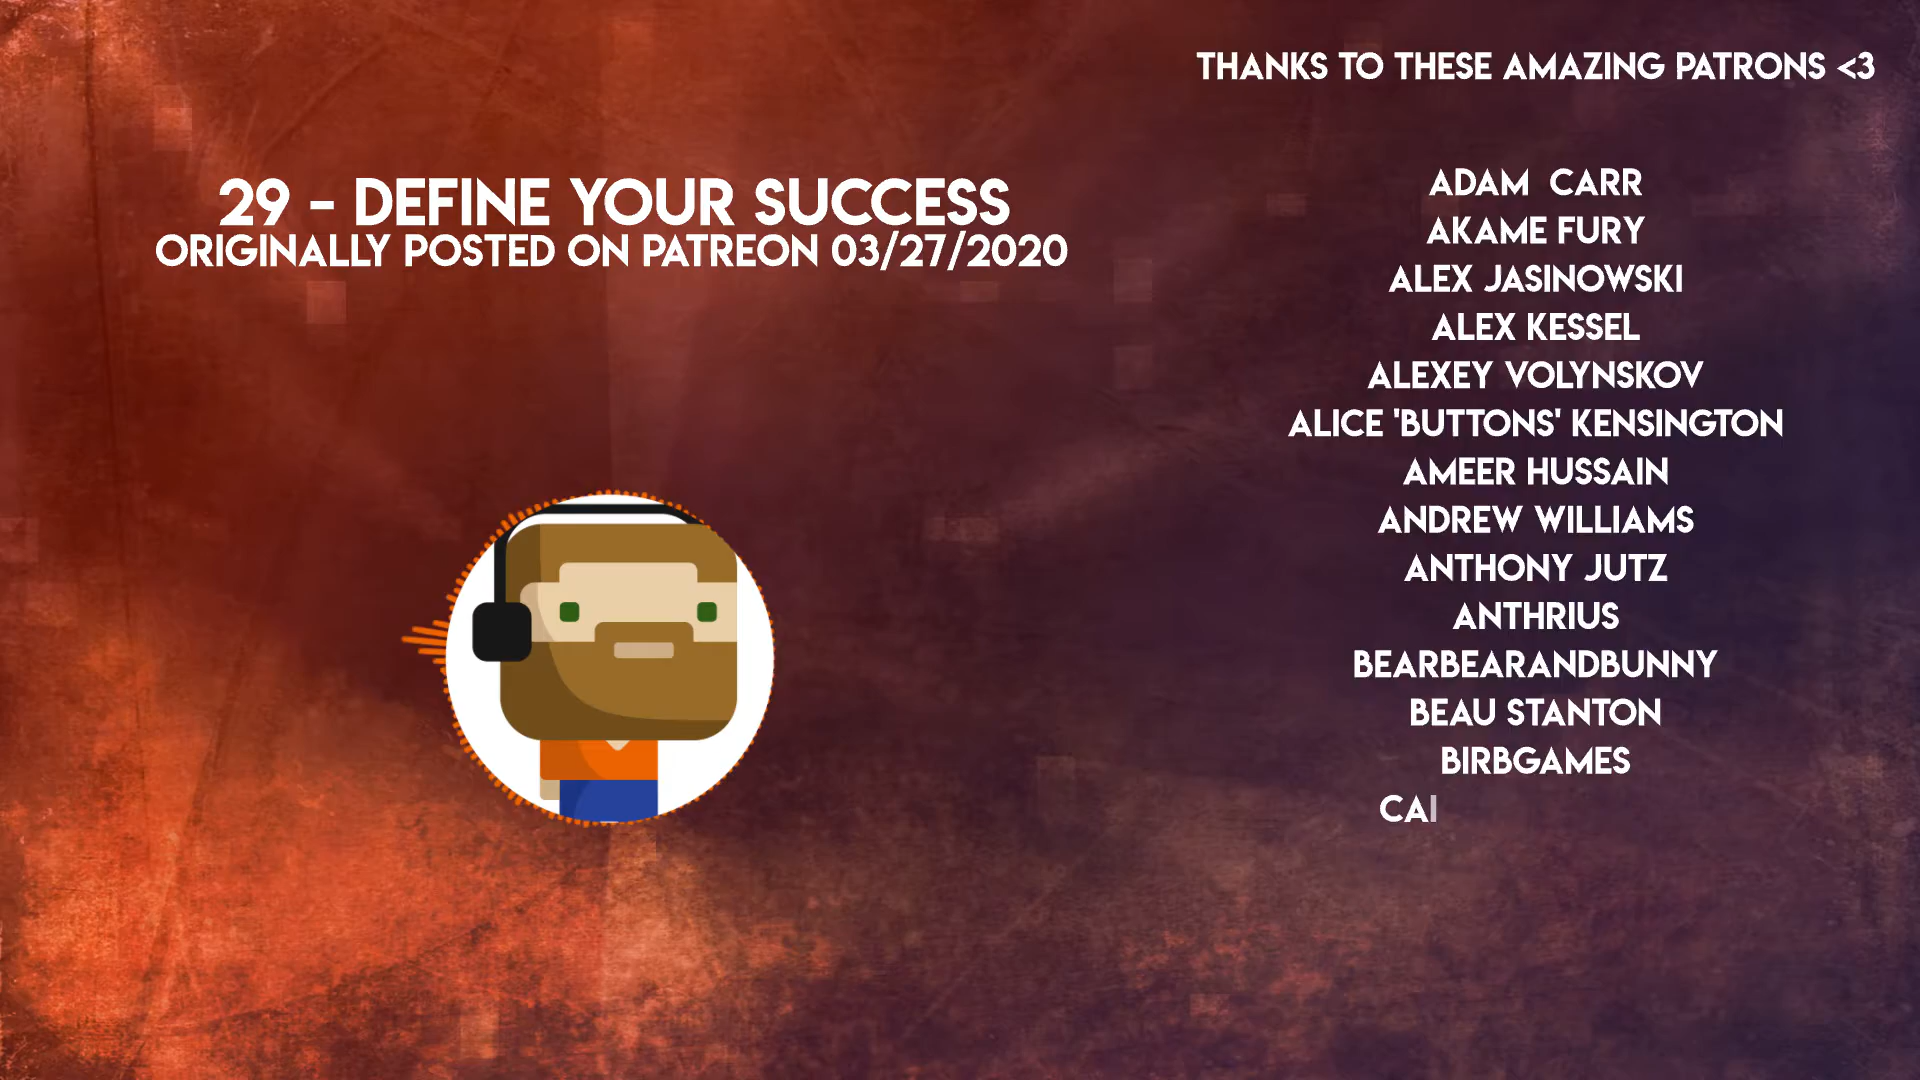 THANKS TO THESE AMAZING PATRONS <3
29 - DEFINE YOUR SUCCESS
ORIGINALLY POSTED ON PATREON 03/27/2020
ADAM  CARR
AKAME FURY
ALEX JASINOWSKI
ALEX KESSEL
ALEXEY VOLYNSKOV
ALICE 'BUTTONS' KENSINGTON
AMEER HUSSAIN
ANDREW WILLIAMS
ANTHONY JUTZ
ANTHRIUS
BEARBEARANDBUNNY
BEAU STANTON
BIRBGAMES
CAI